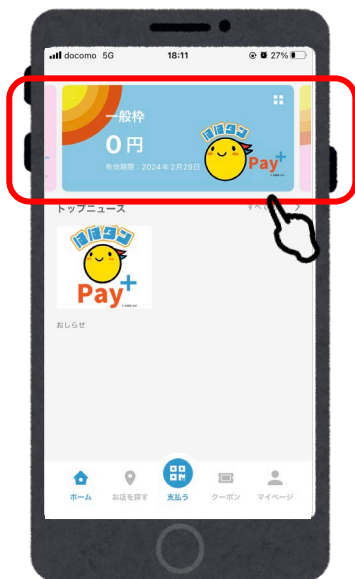 docomo 5G 18:11 27%
一般枠
0円
有効期限:2024年2月29日
はばタン
Pay+
トップニュース
すべて
はばタン
Pay+
おしらせ
ホーム お店を探す 支払う クーポン マイページ